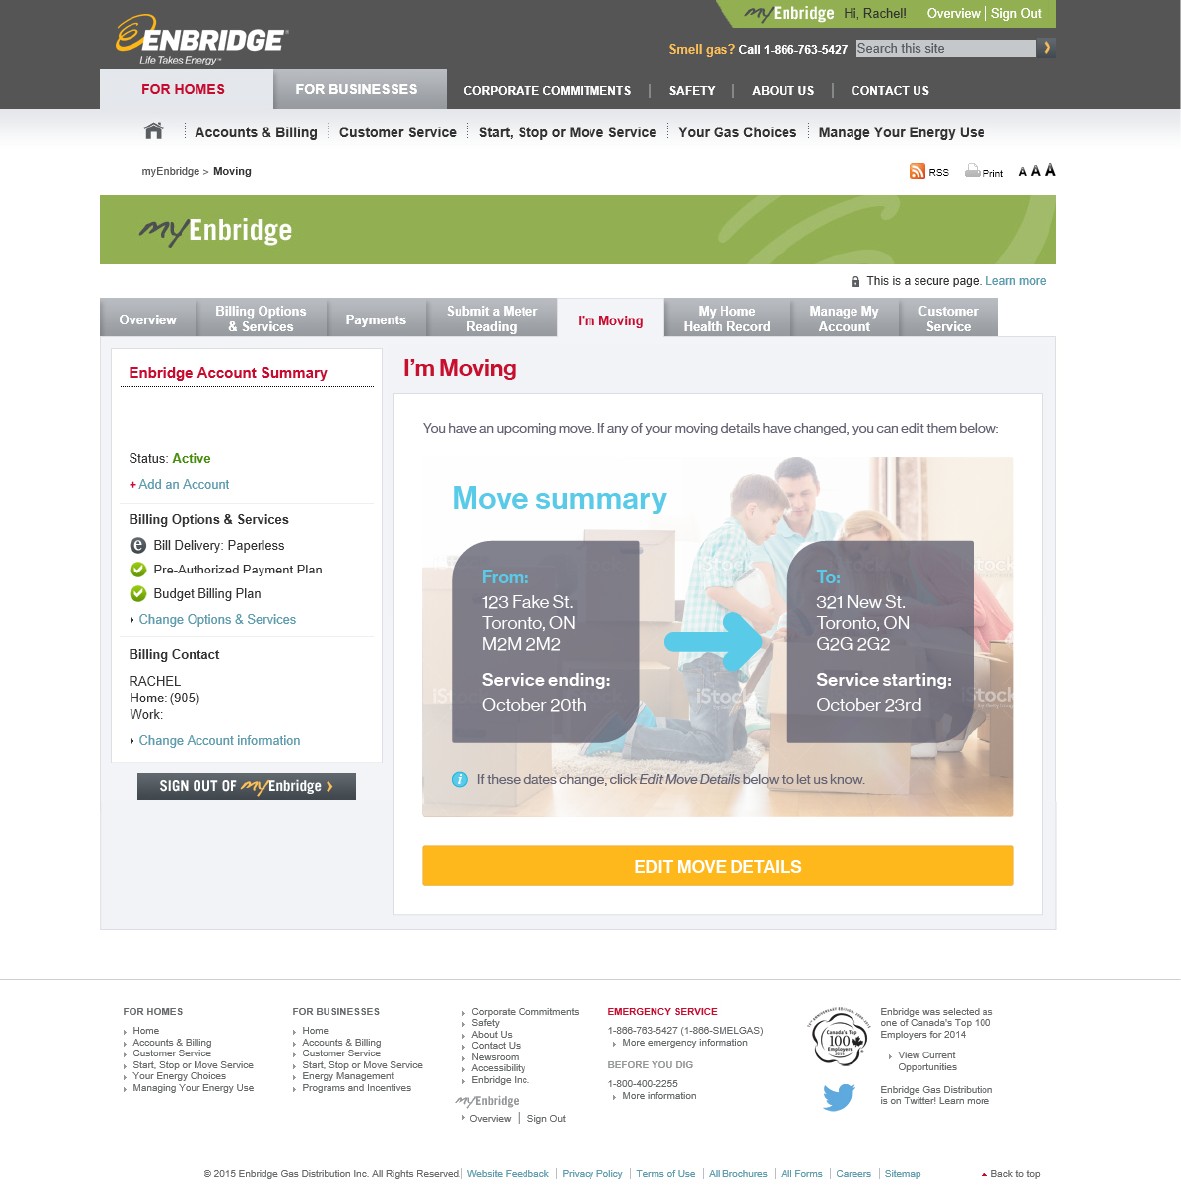 myEnbridge Hi, Rachel! Overview | Sign Out
ENBRIDGE
Life Takes Energy™
Smell gas? Call 1-866-763-5427 Search this site
FOR HOMES FOR BUSINESSES CORPORATE COMMITMENTS | SAFETY | ABOUT US | CONTACT US
Accounts & Billing Customer Service Start, Stop or Move Service Your Gas Choices Manage Your Energy Use
myEnbridge > Moving RSS Print A A A
myEnbridge
This is a secure page. Learn more
Overview
Billing Options
& Services
Payments
Submit a Meter
Reading
I'm Moving
My Home
Health Record
Manage My
Account
Customer
Service
Enbridge Account Summary
Status: Active
+ Add an Account
Billing Options & Services
e Bill Delivery: Paperless
Pre-Authorized Payment Plan
Budget Billing Plan
Change Options & Services
Billing Contact
RACHEL
Home: (905)
Work:
Change Account information
SIGN OUT OF myEnbridge >
I'm Moving
You have an upcoming move. If any of your moving details have changed, you can edit them below:
Move summary
From:
123 Fake St.
Toronto, ON
M2M 2M2
Service ending:
October 20th
To:
321 New St.
Toronto, ON
G2G 2G2
Service starting:
October 23rd
iStock
iStock
iStock
iStock
i If these dates change, click Edit Move Details below to let us know.
EDIT MOVE DETAILS
FOR HOMES
Home
Accounts & Billing
Customer Service
Start, Stop or Move Service
Your Energy Choices
Managing Your Energy Use
FOR BUSINESSES
Home
Accounts & Billing
Customer Service
Start, Stop or Move Service
Energy Management
Programs and Incentives
Corporate Commitments
Safety
About Us
Contact Us
Newsroom
Accessibility
Enbridge Inc.
myEnbridge
Overview | Sign Out
EMERGENCY SERVICE
1-866-763-5427 (1-866-SMELGAS)
More emergency information
BEFORE YOU DIG
1-800-400-2255
More information
Canada's Top
100
Employers
Enbridge was selected as
one of Canada's Top 100
Employers for 2014
View Current
Opportunities
Enbridge Gas Distribution
is on Twitter! Learn more
© 2015 Enbridge Gas Distribution Inc. All Rights Reserved. | Website Feedback | Privacy Policy | Terms of Use | All Brochures | All Forms | Careers | Sitemap Back to top